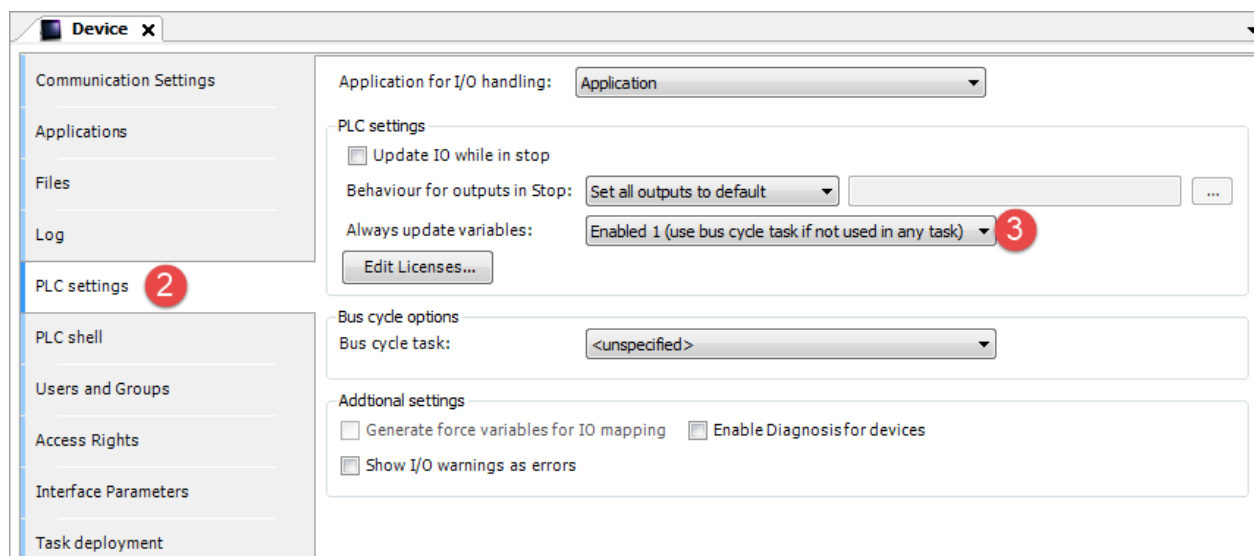 Device
Communication Settings
Applications
Files
Log
PLC settings 2
PLC shell
Users and Groups
Access Rights
Interface Parameters
Task deployment
Application for I/O handling: Application
PLC settings
Update IO while in stop
Behaviour for outputs in Stop: Set all outputs to default ...
Always update variables: Enabled 1 (use bus cycle task if not used in any task) 3
Edit Licenses...
Bus cycle options
Bus cycle task: <unspecified>
Addtional settings
Generate force variables for IO mapping Enable Diagnosis for devices
Show I/O warnings as errors